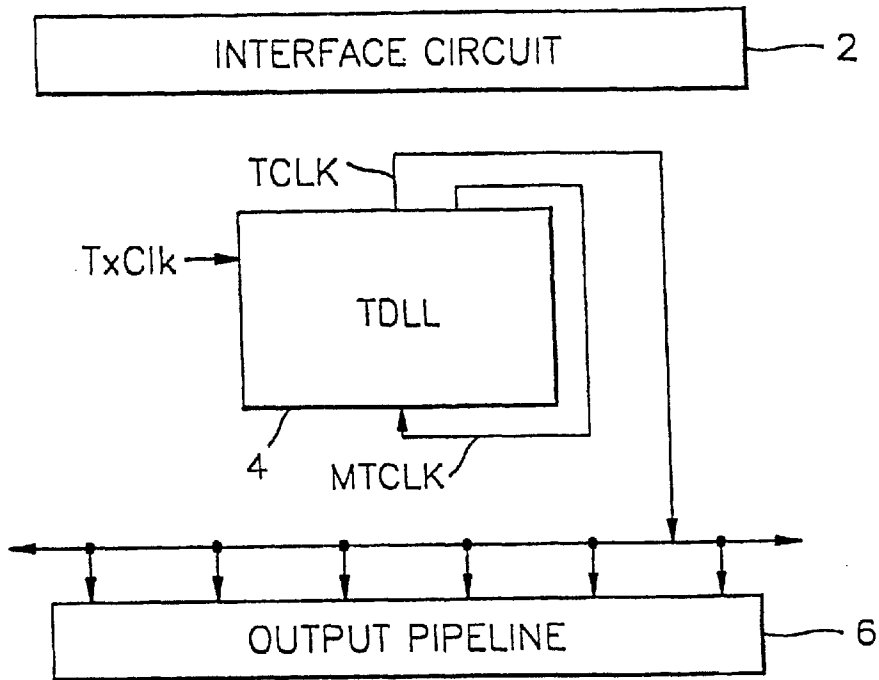 INTERFACE CIRCUIT
2
TCLK
TxClk
TDLL
4
MTCLK
OUTPUT PIPELINE
6